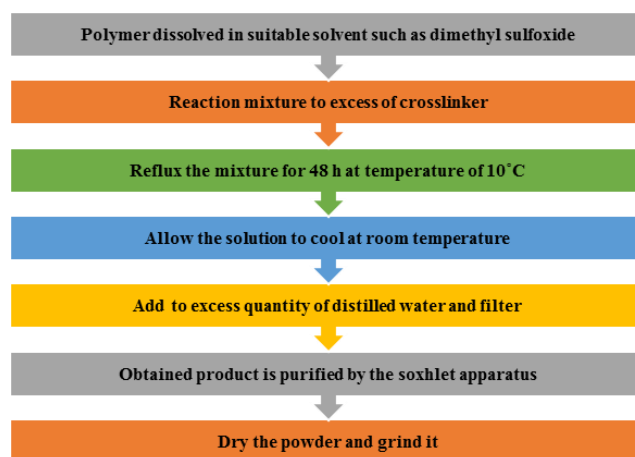 Polymer dissolved in suitable solvent such as dimethyl sulfoxide
Reaction mixture to excess of crosslinker
Reflux the mixture for 48 h at temperature of 10˚C
Allow the solution to cool at room temperature
Add to excess quantity of distilled water and filter
Obtained product is purified by the soxhlet apparatus
Dry the powder and grind it